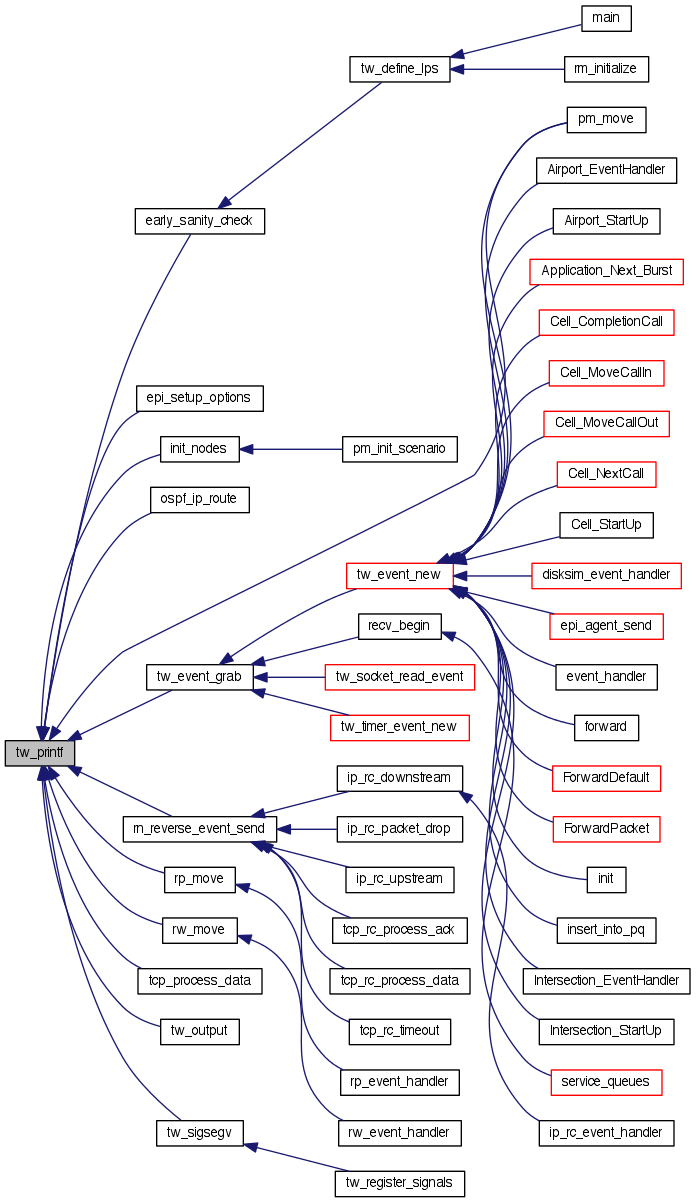 main
tw_define_lps
rm_initialize
pm_move
Airport_EventHandler
early_sanity_check
Airport_StartUp
Application_Next_Burst
Cell_CompletionCall
Cell_MoveCallIn
epi_setup_options
Cell_MoveCallOut
init_nodes
pm_init_scenario
Cell_NextCall
ospf_ip_route
Cell_StartUp
tw_event_new
disksim_event_handler
recv_begin
epi_agent_send
tw_event_grab
tw_socket_read_event
event_handler
tw_timer_event_new
forward
tw_printf
ip_rc_downstream
ForwardDefault
rn_reverse_event_send
ip_rc_packet_drop
ForwardPacket
rp_move
ip_rc_upstream
init
rw_move
tcp_rc_process_ack
insert_into_pq
tcp_process_data
tcp_rc_process_data
Intersection_EventHandler
tw_output
tcp_rc_timeout
Intersection_StartUp
rp_event_handler
service_queues
tw_sigsegv
rw_event_handler
ip_rc_event_handler
tw_register_signals